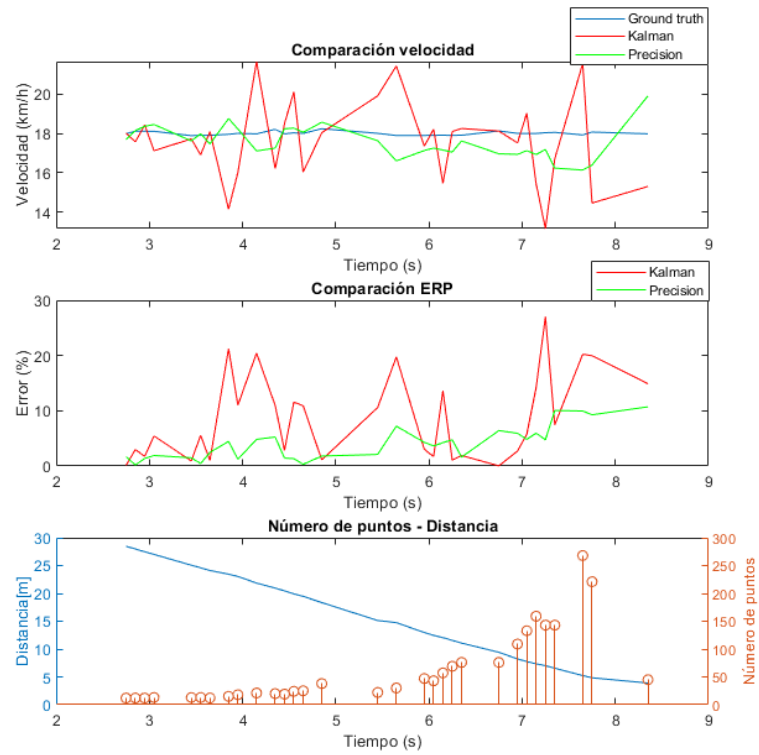 Ground truth
Kalman
Precision
Comparación velocidad
Velocidad (km/h)
20
18
16
14
2 3 4 5 6 7 8 9
Tiempo (s)
Kalman
Precision
Comparación ERP
Error (%)
30
20
10
0
2 3 4 5 6 7 8 9
Tiempo (s)
Número de puntos - Distancia
Distancia[m]
30
25
20
15
10
5
0
300
250
200
150
100
50
0
Número de puntos
2 3 4 5 6 7 8 9
Tiempo (s)